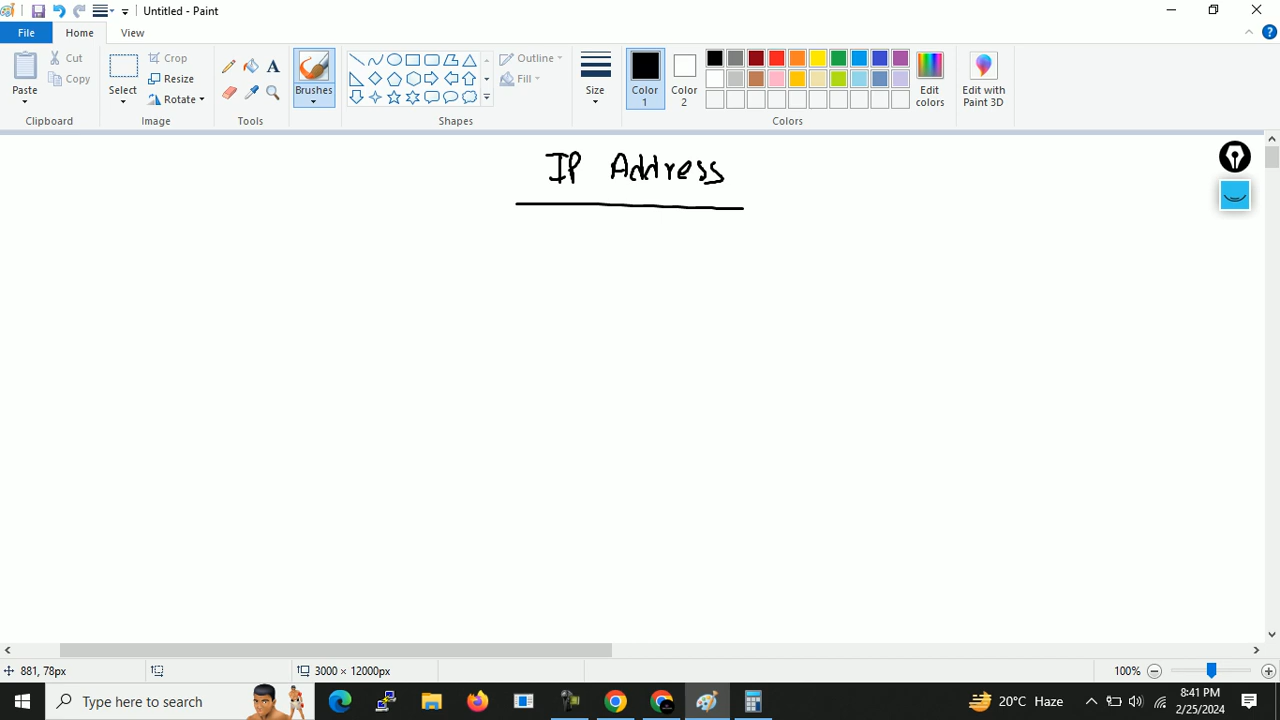 Untitled - Paint
File Home View
Paste
Cut
Copy
Clipboard
Select
Crop
Resize
Rotate
Image
Tools
Brushes
Shapes
Outline
Fill
Size
Color 1
Color 2
Edit colors
Colors
Edit with Paint 3D
IP Address
881, 78px
3000 × 12000px
100%
Type here to search
20°C Haze
8:41 PM
2/25/2024